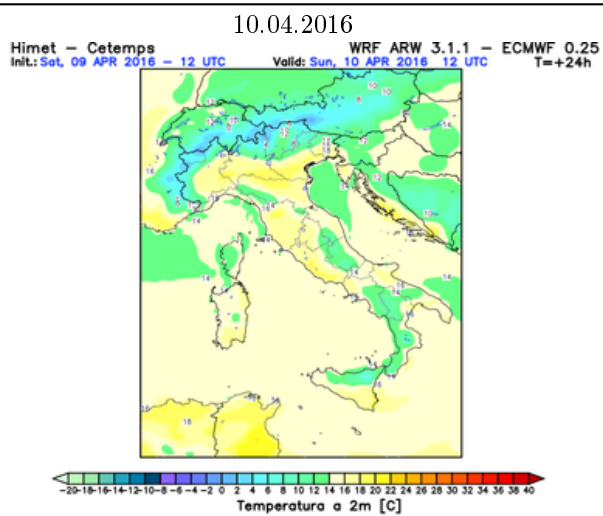 10.04.2016
Himet - Cetemps WRF ARW 3.1.1 - ECMWF 0.25
Init.: Sat, 09 APR 2016 - 12 UTC Valid: Sun, 10 APR 2016 12 UTC T=+24h
-20-18-16-14-12-10-8 -6 -4 -2 0 2 4 6 8 10 12 14 16 18 20 22 24 26 28 30 32 34 36 38 40
Temperatura a 2m [C]